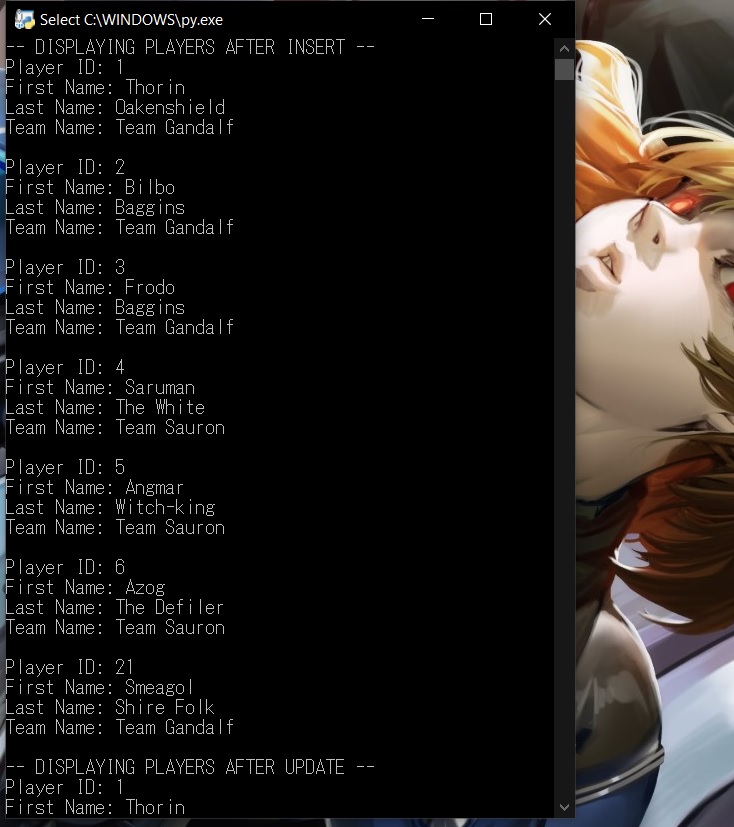 Select C:\WINDOWS\py.exe
-- DISPLAYING PLAYERS AFTER INSERT --
Player ID: 1
First Name: Thorin
Last Name: Oakenshield
Team Name: Team Gandalf
Player ID: 2
First Name: Bilbo
Last Name: Baggins
Team Name: Team Gandalf
Player ID: 3
First Name: Frodo
Last Name: Baggins
Team Name: Team Gandalf
Player ID: 4
First Name: Saruman
Last Name: The White
Team Name: Team Sauron
Player ID: 5
First Name: Angmar
Last Name: Witch-king
Team Name: Team Sauron
Player ID: 6
First Name: Azog
Last Name: The Defiler
Team Name: Team Sauron
Player ID: 21
First Name: Smeagol
Last Name: Shire Folk
Team Name: Team Gandalf
-- DISPLAYING PLAYERS AFTER UPDATE --
Player ID: 1
First Name: Thorin